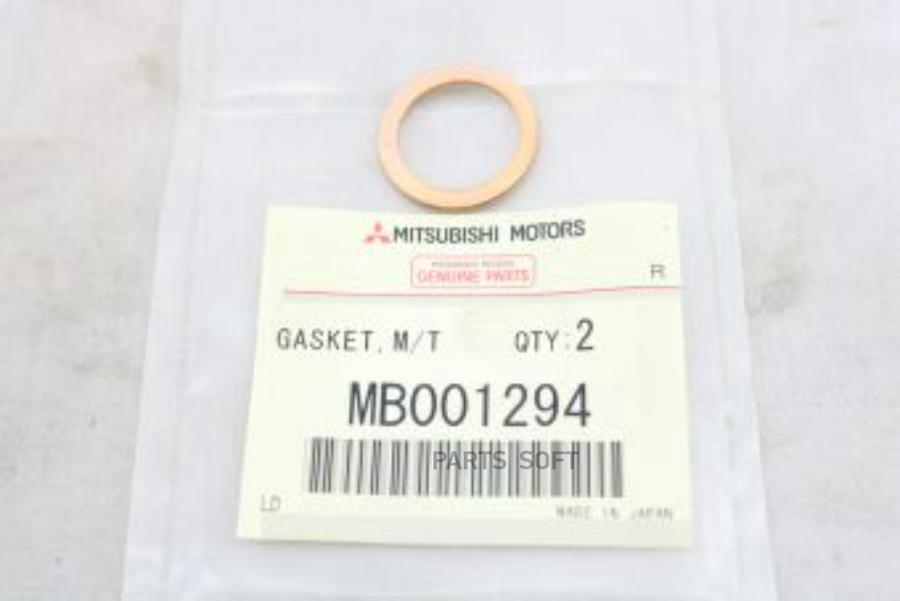 MITSUBISHI MOTORS
GENUINE PARTS
R
GASKET, M/T QTY:2
MB001294
PARTS SOFT
LD
MADE IN JAPAN